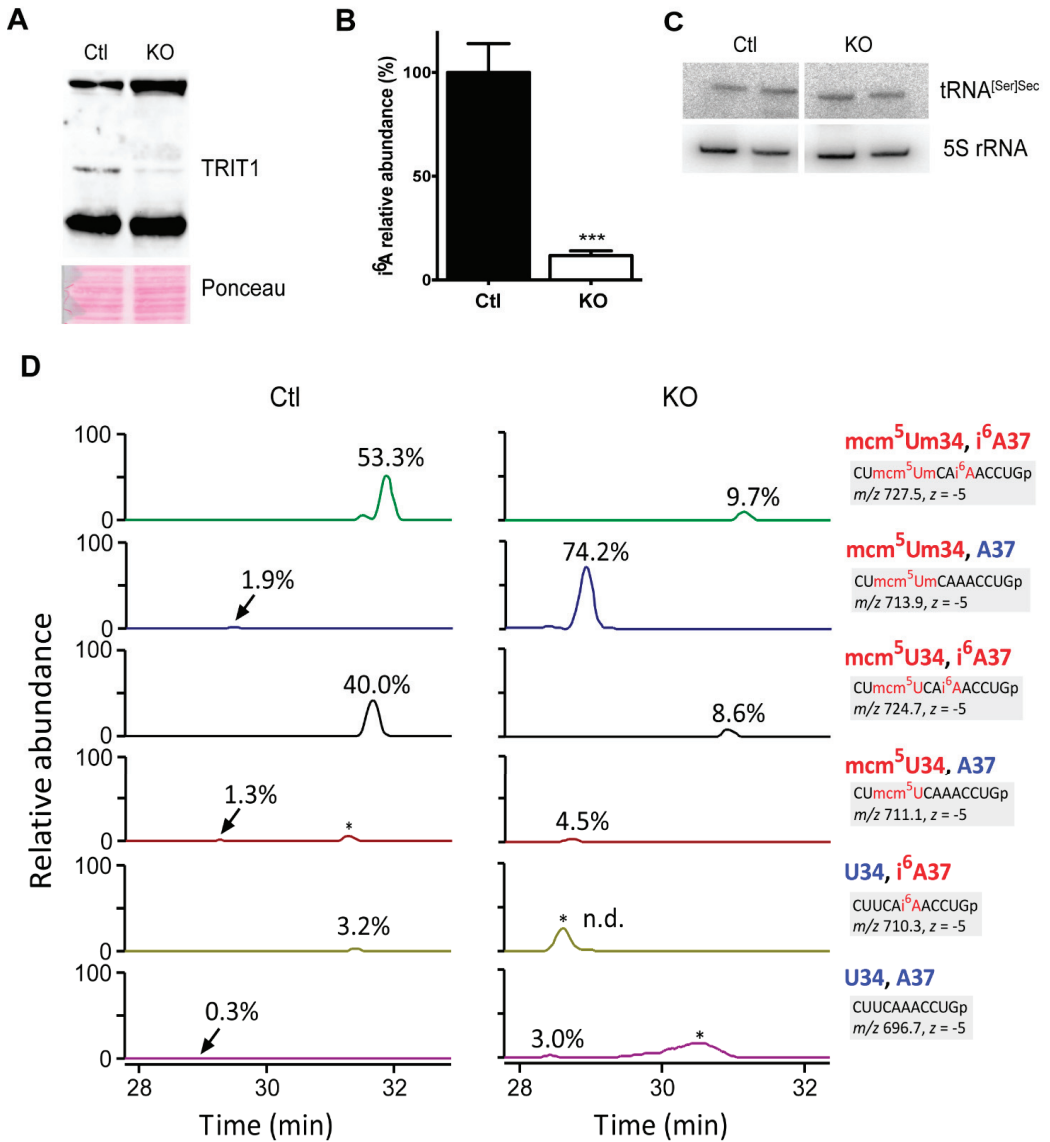 A
Ctl KO
TRIT1
Ponceau
B
i⁶A relative abundance (%)
100
50
0
***
Ctl KO
C
Ctl KO
tRNA[Ser]Sec
5S rRNA
D
Ctl KO
Relative abundance
100
0
53.3%
9.7%
mcm⁵Um34, i⁶A37
CUmcm⁵UmCAi⁶AACCUGp
m/z 727.5, z = -5
100
0
1.9%
74.2%
mcm⁵Um34, A37
CUmcm⁵UmCAAACCUGp
m/z 713.9, z = -5
100
0
40.0%
8.6%
mcm⁵U34, i⁶A37
CUmcm⁵UCAi⁶AACCUGp
m/z 724.7, z = -5
100
0
1.3%
*
4.5%
mcm⁵U34, A37
CUmcm⁵UCAAACCUGp
m/z 711.1, z = -5
100
0
3.2%
* n.d.
U34, i⁶A37
CUUCAi⁶AACCUGp
m/z 710.3, z = -5
100
0
0.3%
3.0%
*
U34, A37
CUUCAAACCUGp
m/z 696.7, z = -5
28 30 32
28 30 32
Time (min) Time (min)